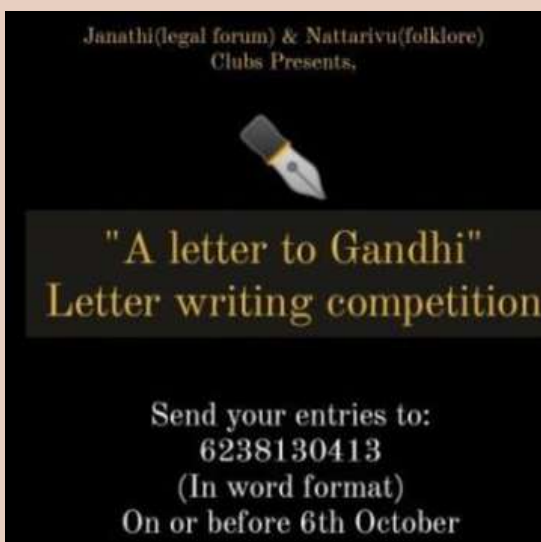 Janathi(legal forum) & Nattarivu(folklore)
Clubs Presents,
"A letter to Gandhi"
Letter writing competition
Send your entries to:
6238130413
(In word format)
On or before 6th October